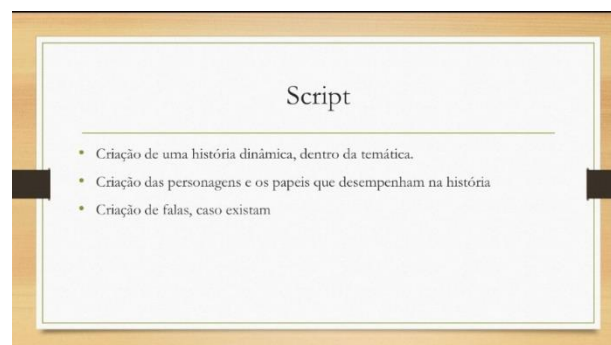 Script
• Criação de uma história dinâmica, dentro da temática.
• Criação das personagens e os papeis que desempenham na história
• Criação de falas, caso existam